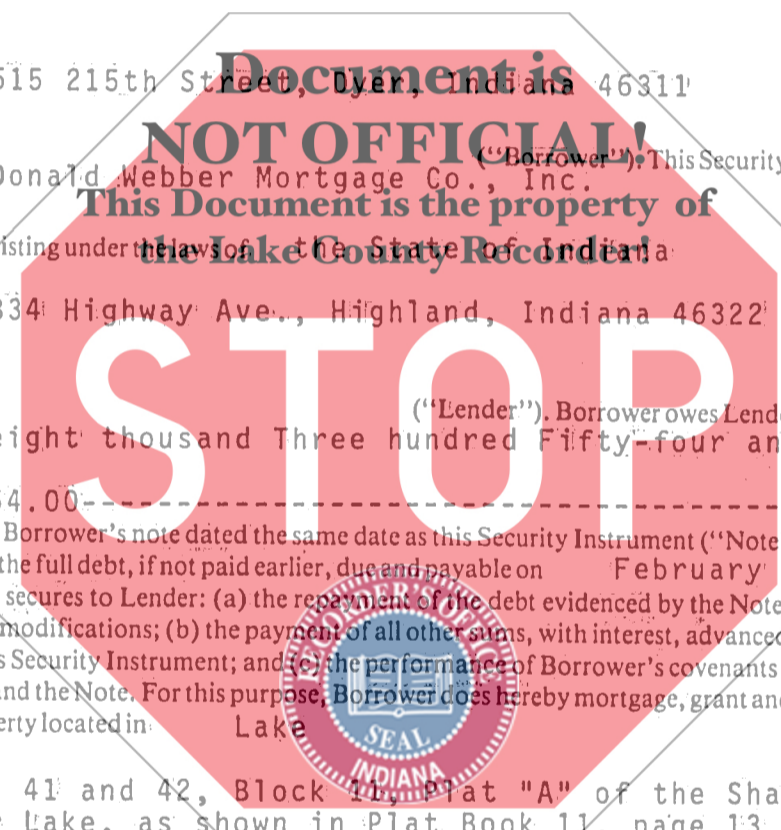 515 215th Street, Dyer, Indiana 46311
Document is
NOT OFFICIAL!
("Borrower"). This Security
Donald Webber Mortgage Co., Inc.
This Document is the property of
isting under the laws of the State of Indiana
the Lake County Recorder!
334 Highway Ave., Highland, Indiana 46322
STOP
("Lender"). Borrower owes Lend
eight thousand Three hundred Fifty-four an
4.00-----------------------------------
Borrower's note dated the same date as this Security Instrument ("Note
the full debt, if not paid earlier, due and payable on February
secures to Lender: (a) the repayment of the debt evidenced by the Note
modifications; (b) the payment of all other sums, with interest, advanced
s Security Instrument; and (c) the performance of Borrower's covenants
and the Note. For this purpose, Borrower does hereby mortgage, grant and
erty located in Lake
RECORDER'S OFFICE
SEAL
INDIANA
41 and 42, Block 11, Plat "A" of the Sha
Lake, as shown in Plat Book 11 page 13